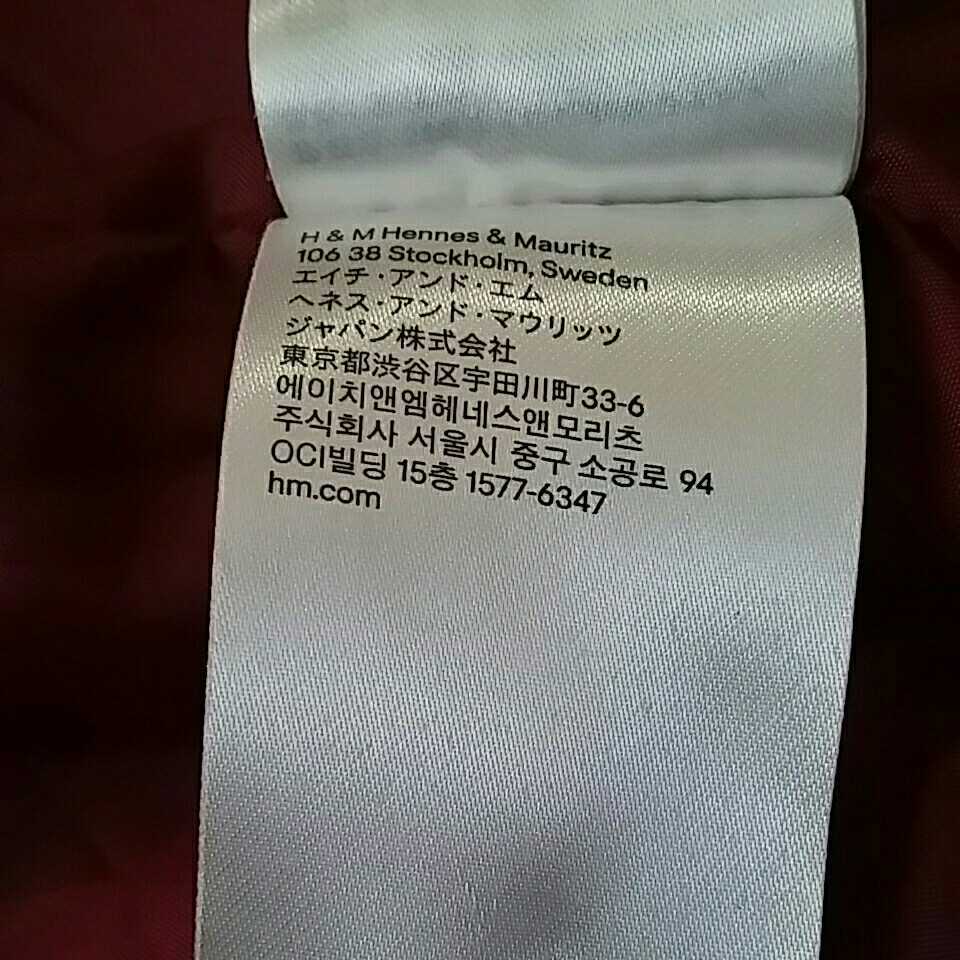 H & M Hennes & Mauritz
106 38 Stockholm, Sweden
エイチ・アンド・エム
ヘネス・アンド・マウリッツ
ジャパン株式会社
東京都渋谷区宇田川町33-6
에이치앤엠헤네스앤모리츠
주식회사 서울시 중구 소공로 94
OCI빌딩 15층 1577-6347
hm.com